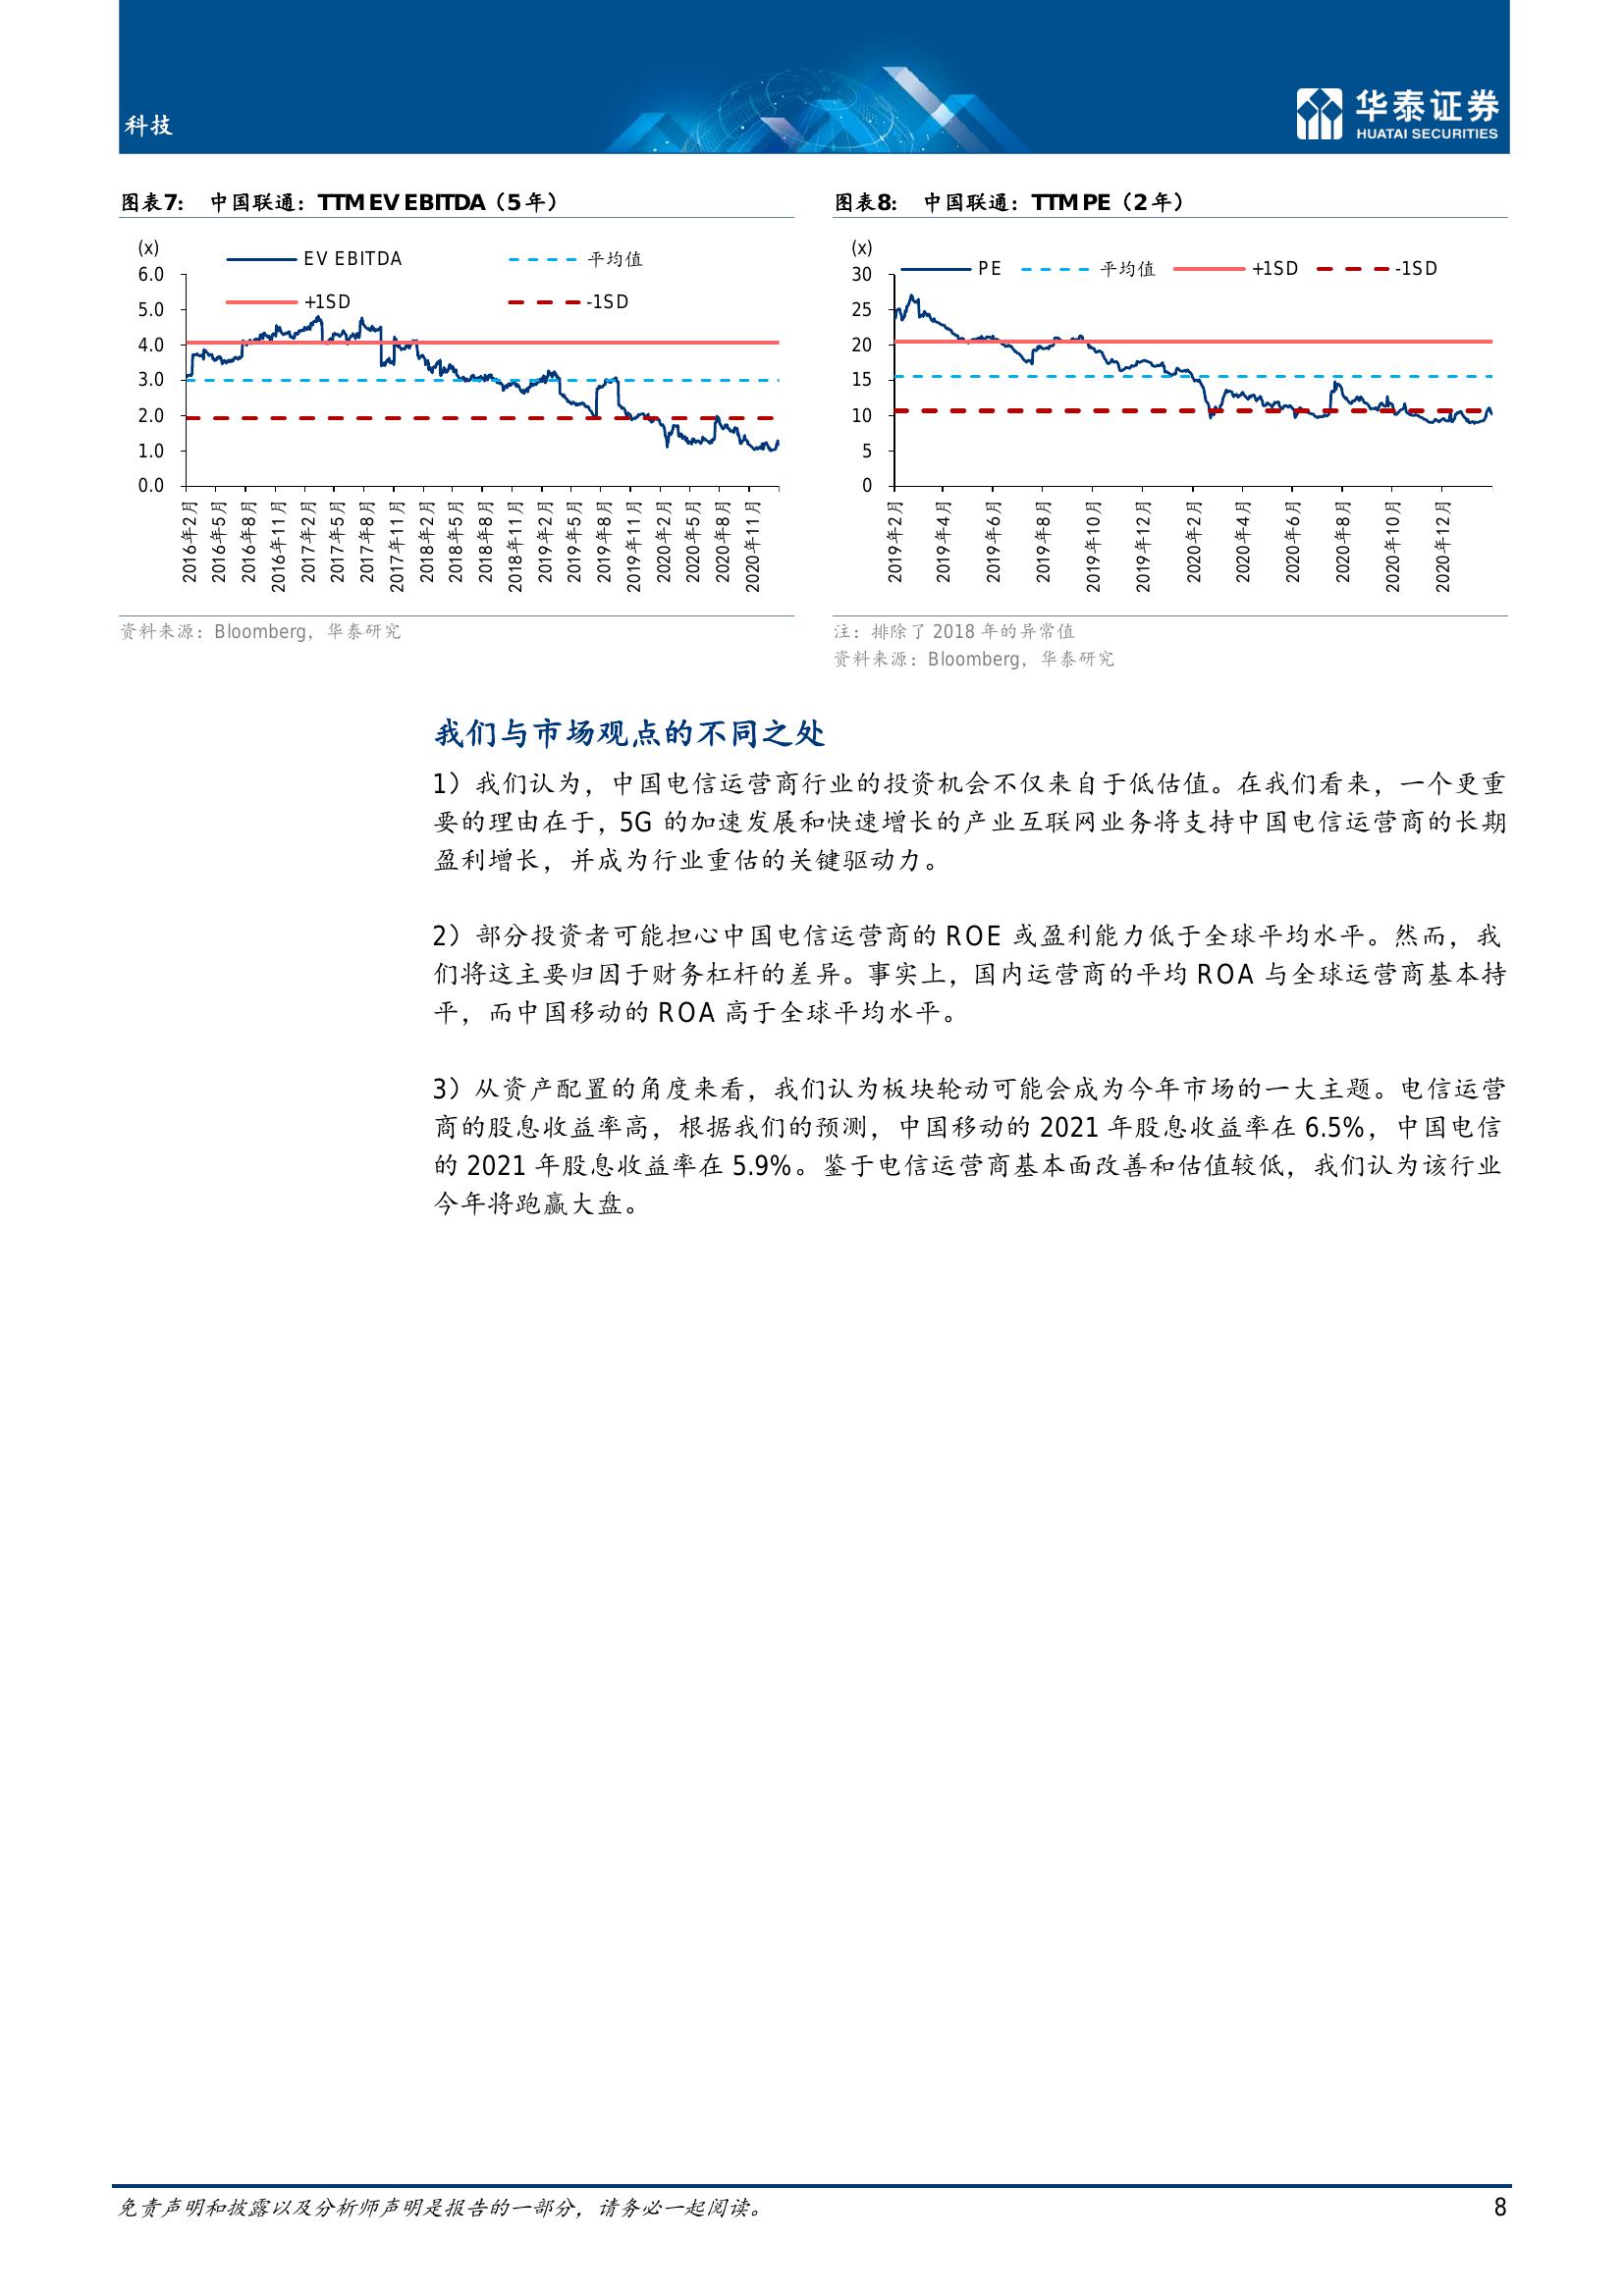 科技
华泰证券
HUATAI SECURITIES
图表7: 中国联通：TTM EV EBITDA（5年）
(x)
EV EBITDA
平均值
+1SD
-1SD
6.0
5.0
4.0
3.0
2.0
1.0
0.0
2016年2月
2016年5月
2016年8月
2016年11月
2017年2月
2017年5月
2017年8月
2017年11月
2018年2月
2018年5月
2018年8月
2018年11月
2019年2月
2019年5月
2019年8月
2019年11月
2020年2月
2020年5月
2020年8月
2020年11月
资料来源：Bloomberg，华泰研究
图表8: 中国联通：TTM PE（2年）
(x)
PE
平均值
+1SD
-1SD
30
25
20
15
10
5
0
2019年2月
2019年4月
2019年6月
2019年8月
2019年10月
2019年12月
2020年2月
2020年4月
2020年6月
2020年8月
2020年10月
2020年12月
注：排除了 2018 年的异常值
资料来源：Bloomberg，华泰研究
我们与市场观点的不同之处
1）我们认为，中国电信运营商行业的投资机会不仅来自于低估值。在我们看来，一个更重
要的理由在于，5G 的加速发展和快速增长的产业互联网业务将支持中国电信运营商的长期
盈利增长，并成为行业重估的关键驱动力。
2）部分投资者可能担心中国电信运营商的 ROE 或盈利能力低于全球平均水平。然而，我
们将这主要归因于财务杠杆的差异。事实上，国内运营商的平均 ROA 与全球运营商基本持
平，而中国移动的 ROA 高于全球平均水平。
3）从资产配置的角度来看，我们认为板块轮动可能会成为今年市场的一大主题。电信运营
商的股息收益率高，根据我们的预测，中国移动的 2021 年股息收益率在 6.5%，中国电信
的 2021 年股息收益率在 5.9%。鉴于电信运营商基本面改善和估值较低，我们认为该行业
今年将跑赢大盘。
免责声明和披露以及分析师声明是报告的一部分，请务必一起阅读。
8